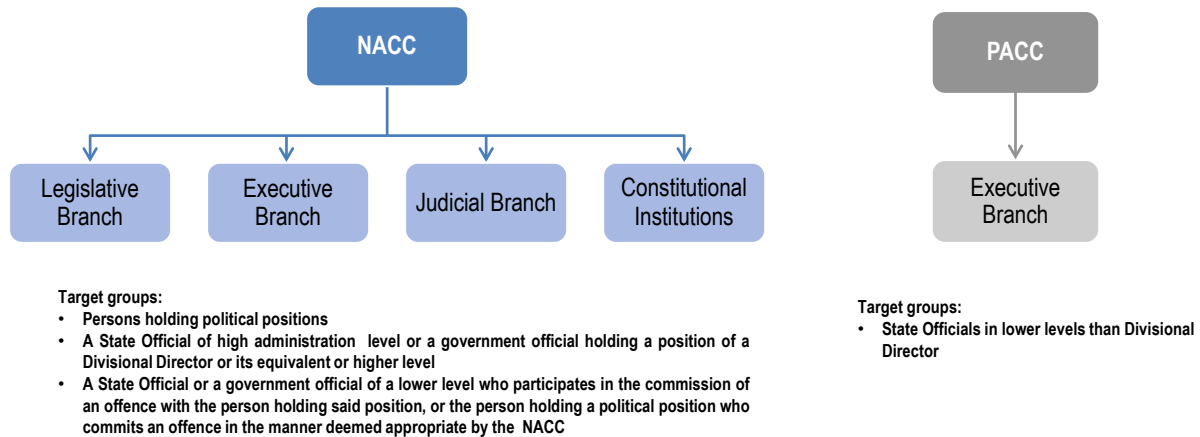 NACC
Legislative
Branch
Executive
Branch
Judicial Branch
Constitutional
Institutions
Target groups:
• Persons holding political positions
• A State Official of high administration level or a government official holding a position of a
Divisional Director or its equivalent or higher level
• A State Official or a government official of a lower level who participates in the commission of
an offence with the person holding said position, or the person holding a political position who
commits an offence in the manner deemed appropriate by the NACC
PACC
Executive
Branch
Target groups:
• State Officials in lower levels than Divisional
Director